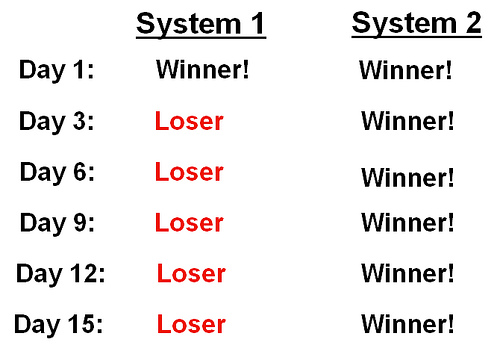 System 1 System 2
Day 1: Winner! Winner!
Day 3: Loser Winner!
Day 6: Loser Winner!
Day 9: Loser Winner!
Day 12: Loser Winner!
Day 15: Loser Winner!